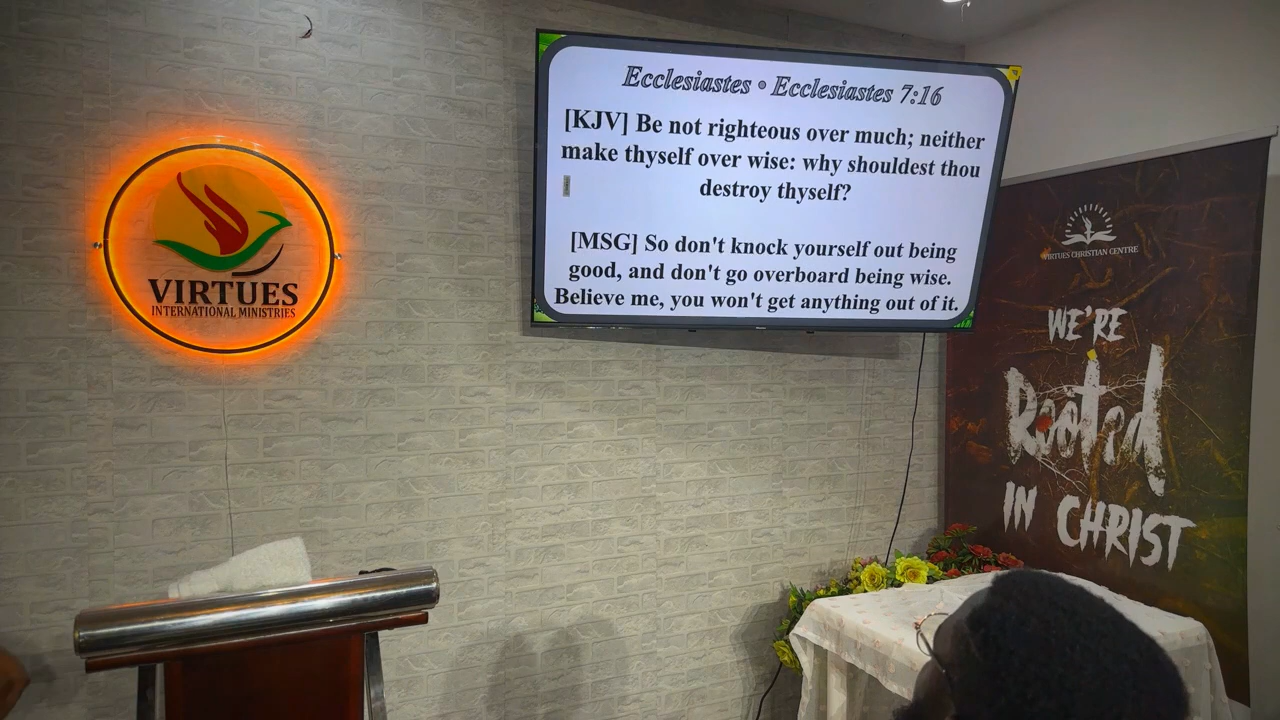 VIRTUES
INTERNATIONAL MINISTRIES
Ecclesiastes • Ecclesiastes 7:16
[KJV] Be not righteous over much; neither
make thyself over wise: why shouldest thou
destroy thyself?
[MSG] So don't knock yourself out being
good, and don't go overboard being wise.
Believe me, you won't get anything out of it.
VIRTUES CHRISTIAN CENTRE
WE'RE
Rooted
IN CHRIST